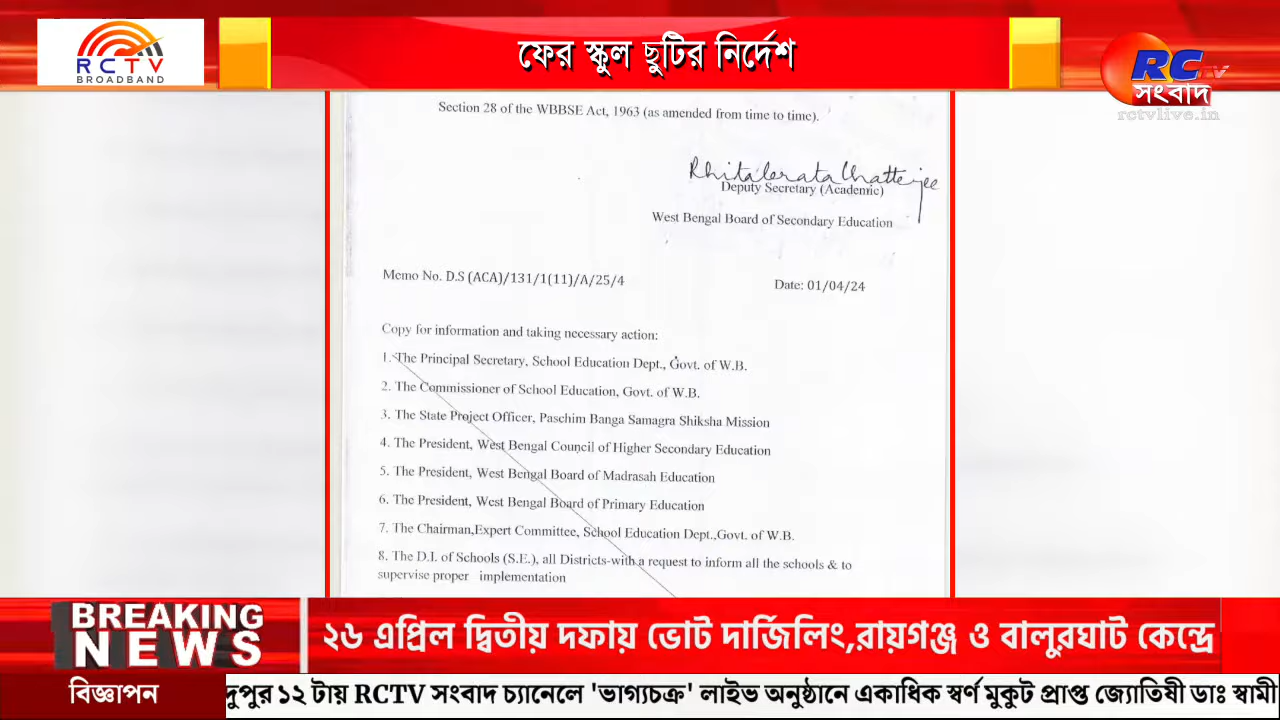 RCTV
BROADBAND
ফের স্কুল ছুটির নির্দেশ
RCTV
সংবাদ
rctvlive.in
Section 28 of the WBBSE Act, 1963 (as amended from time to time).
Deputy Secretary (Academic)
West Bengal Board of Secondary Education
Memo No. D.S (ACA)/131/1(11)/A/25/4
Date: 01/04/24
Copy for information and taking necessary action:
1. The Principal Secretary, School Education Dept., Govt. of W.B.
2. The Commissioner of School Education, Govt. of W.B.
3. The State Project Officer, Paschim Banga Samagra Shiksha Mission
4. The President, West Bengal Council of Higher Secondary Education
5. The President, West Bengal Board of Madrasah Education
6. The President, West Bengal Board of Primary Education
7. The Chairman,Expert Committee, School Education Dept.,Govt. of W.B.
8. The D.I. of Schools (S.E.), all Districts-with a request to inform all the schools & to
supervise proper implementation
BREAKING
NEWS
২৬ এপ্রিল দ্বিতীয় দফায় ভোট দার্জিলিং,রায়গঞ্জ ও বালুরঘাট কেন্দ্রে
বিজ্ঞাপন
দুপুর ১২ টায় RCTV সংবাদ চ্যানেলে 'ভাগ্যচক্র' লাইভ অনুষ্ঠানে একাধিক স্বর্ণ মুকুট প্রাপ্ত জ্যোতিষী ডাঃ স্বামী